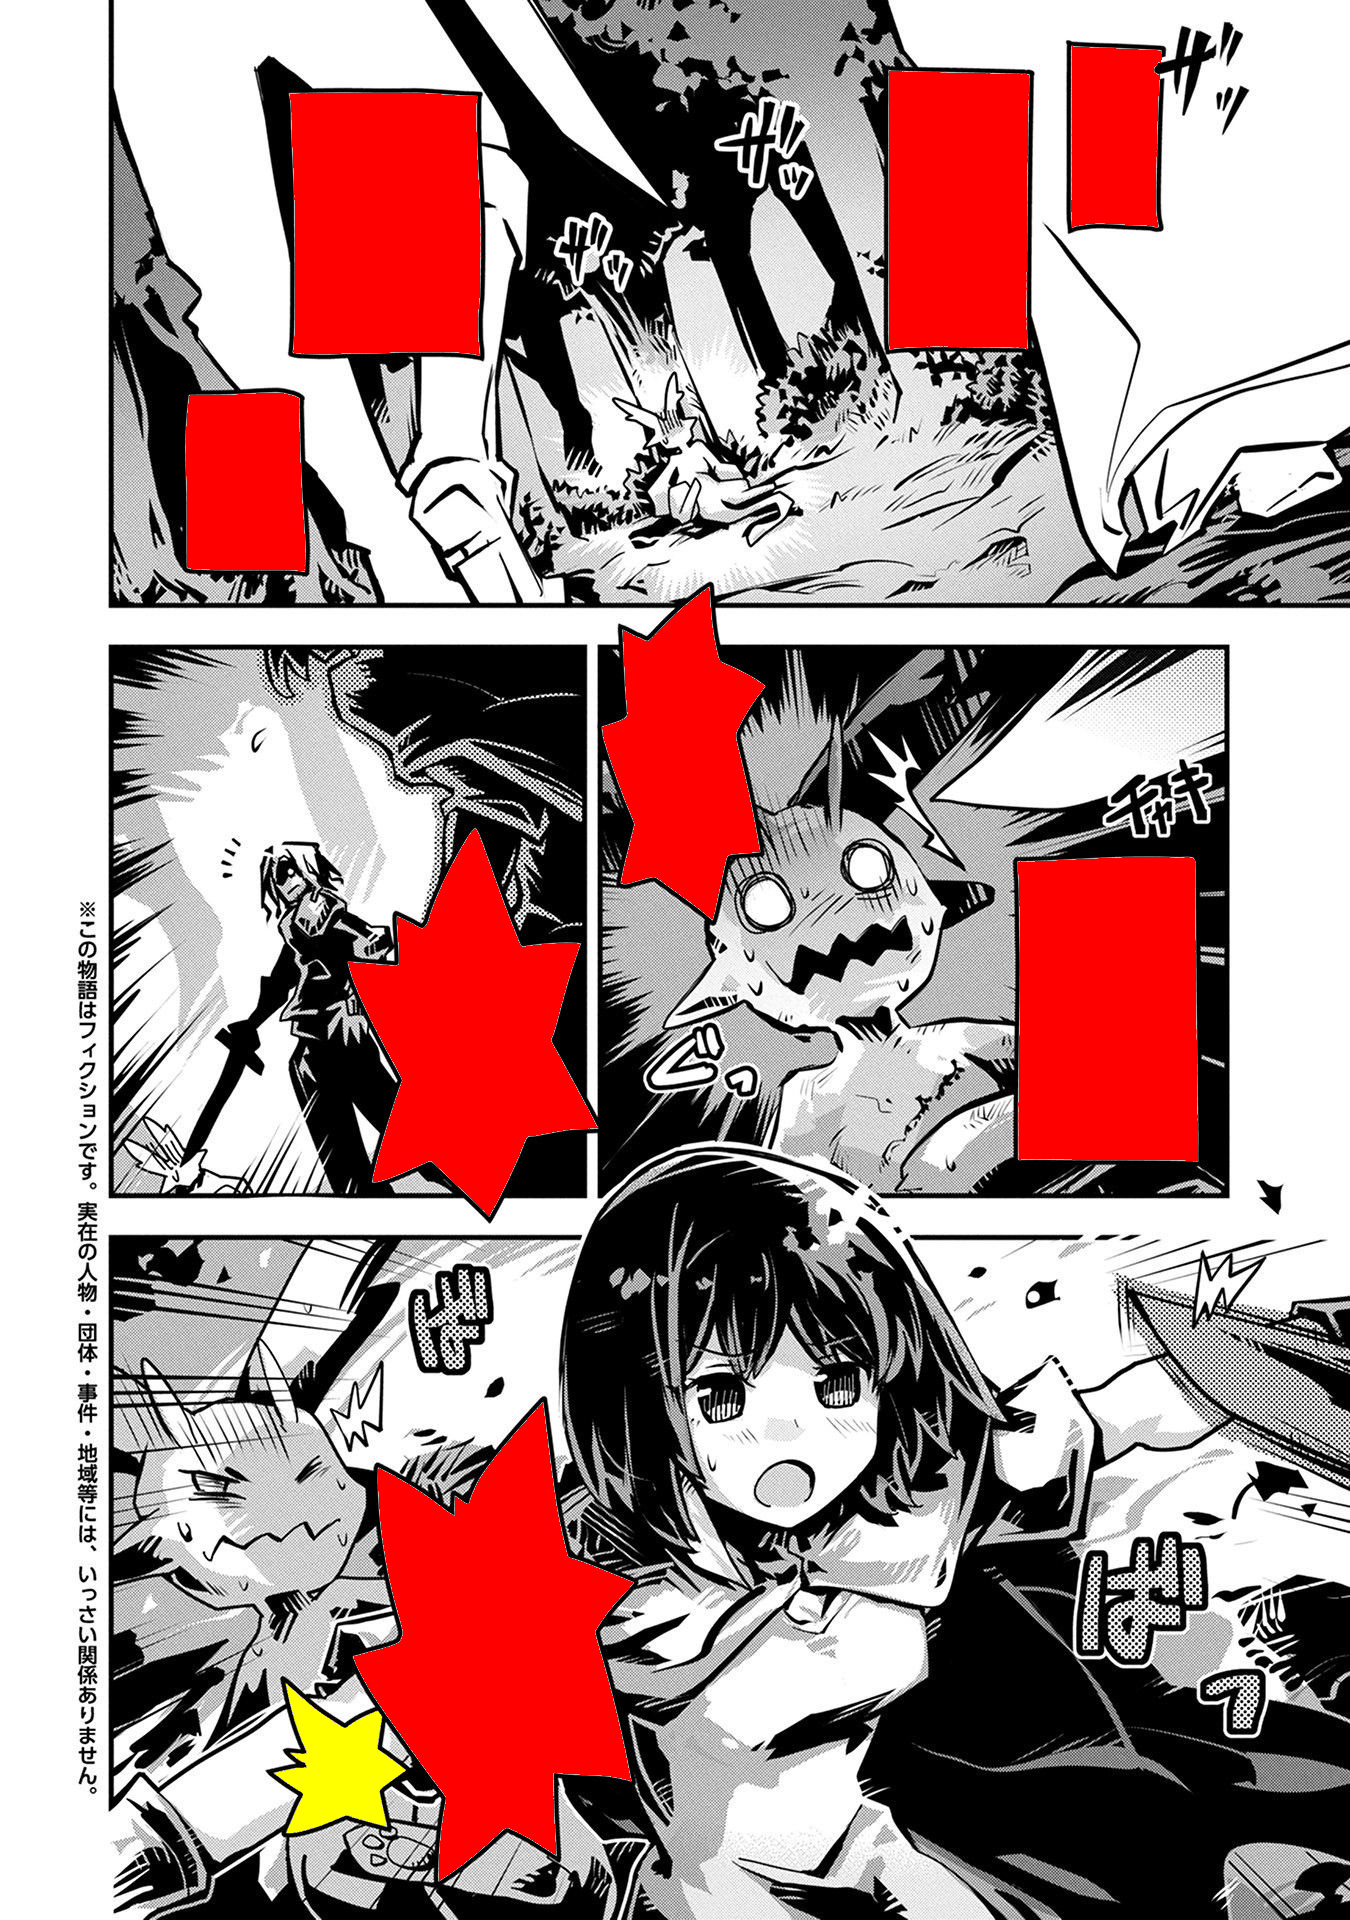 ザッ
ザッ
ザッ
チャキ
ぐっ
ばっ
ばっ
※この物語はフィクションです。実在の人物・団体・事件・地域等には、いっさい関係ありません。